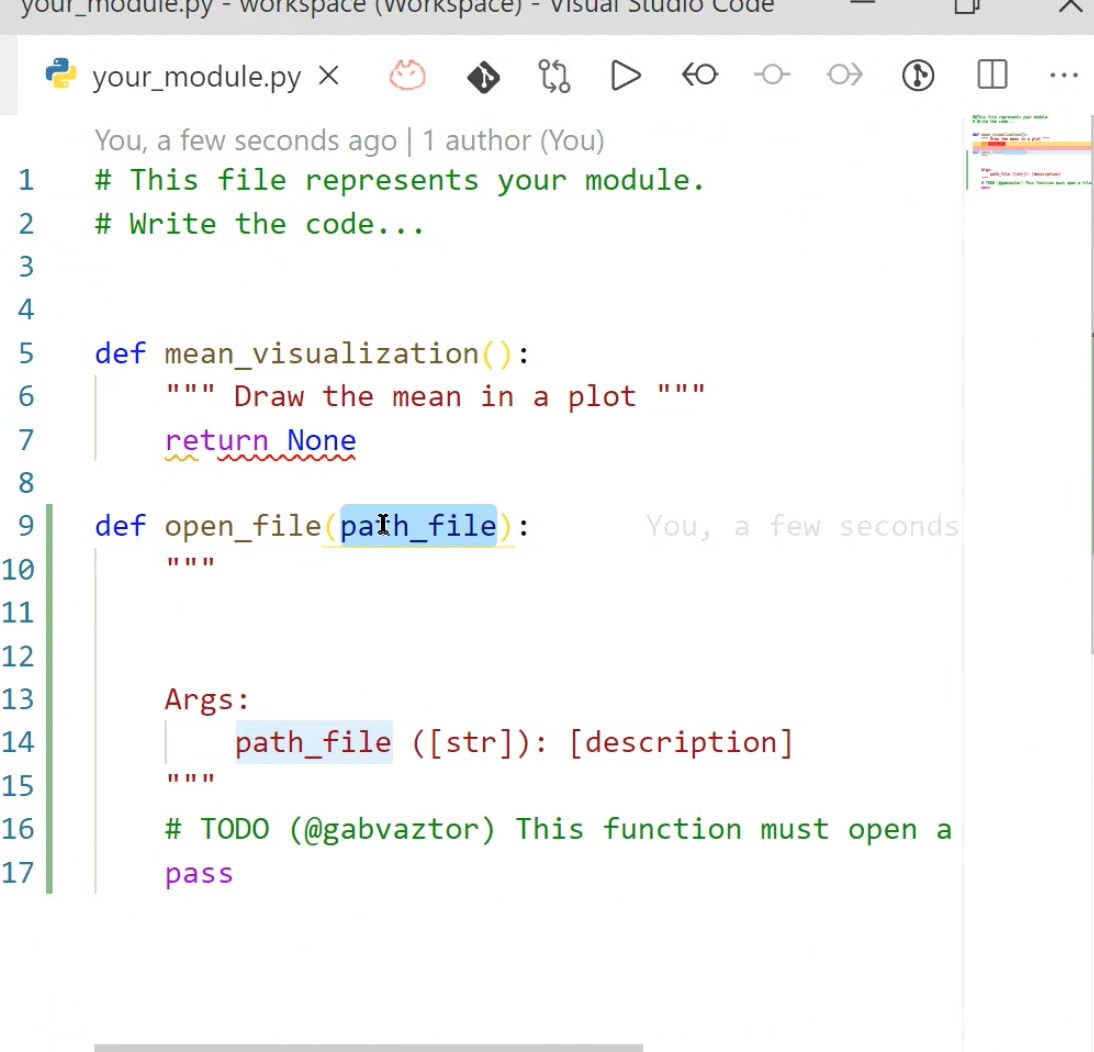 your_module.py - workspace (Workspace) - Visual Studio Code
your_module.py
You, a few seconds ago | 1 author (You)
1 # This file represents your module.
2 # Write the code...
3
4
5 def mean_visualization():
6 """ Draw the mean in a plot """
7 return None
8
9 def open_file(path_file): You, a few seconds
10 """
11
12
13 Args:
14 path_file ([str]): [description]
15 """
16 # TODO (@gabvaztor) This function must open a
17 pass